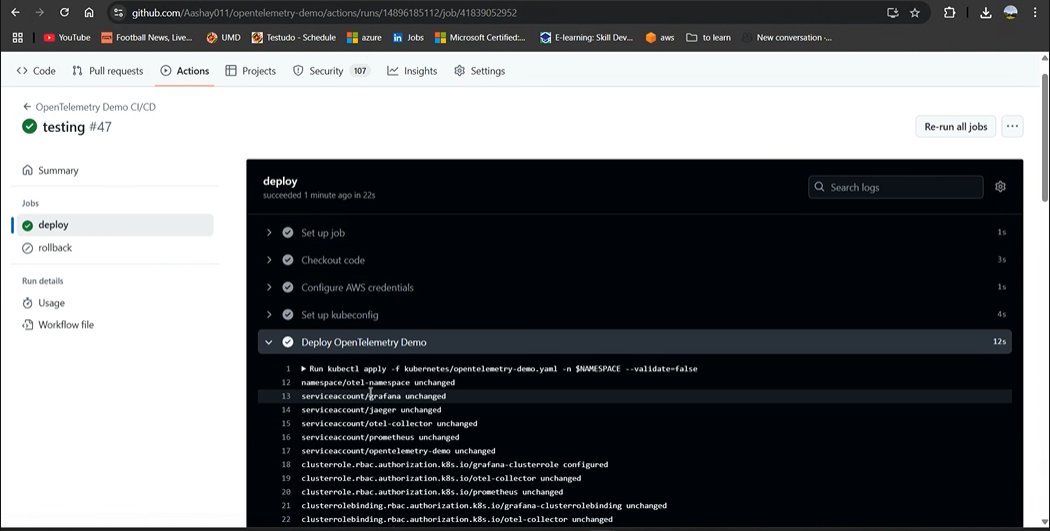 github.com/Aashay011/opentelemetry-demo/actions/runs/14896185112/job/41839052952
YouTube Football News, Live... UMD Testudo - Schedule azure Jobs Microsoft Certified:... E-learning: Skill Dev... aws to learn New conversation -...
Code Pull requests Actions Projects Security 107 Insights Settings
OpenTelemetry Demo CI/CD
testing #47
Re-run all jobs
Summary
Jobs
deploy
rollback
Run details
Usage
Workflow file
deploy
succeeded 1 minute ago in 22s
Search logs
Set up job 1s
Checkout code 3s
Configure AWS credentials 1s
Set up kubeconfig 4s
Deploy OpenTelemetry Demo 12s
1 Run kubectl apply -f kubernetes/opentelemetry-demo.yaml -n $NAMESPACE --validate=false
12 namespace/otel-namespace unchanged
13 serviceaccount/grafana unchanged
14 serviceaccount/jaeger unchanged
15 serviceaccount/otel-collector unchanged
16 serviceaccount/prometheus unchanged
17 serviceaccount/opentelemetry-demo unchanged
18 clusterrole.rbac.authorization.k8s.io/grafana-clusterrole configured
19 clusterrole.rbac.authorization.k8s.io/otel-collector unchanged
20 clusterrole.rbac.authorization.k8s.io/prometheus unchanged
21 clusterrolebinding.rbac.authorization.k8s.io/grafana-clusterrolebinding unchanged
22 clusterrolebinding.rbac.authorization.k8s.io/otel-collector unchanged